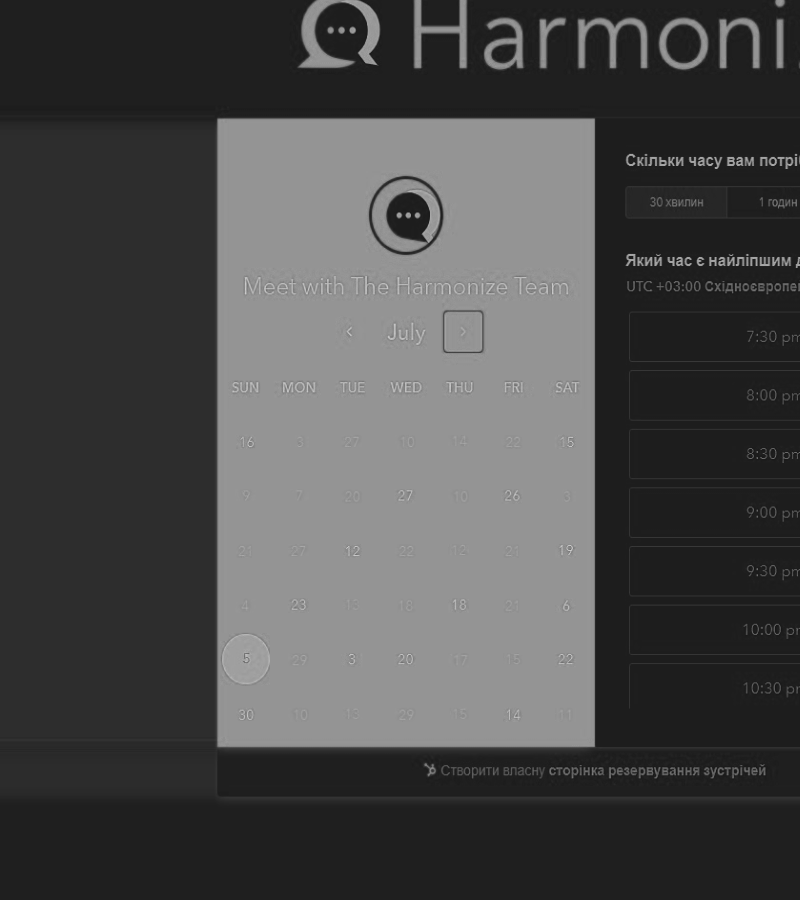 Harmoni
Скільки часу вам потріб
30 хвилин
1 годин
Який час є найліпшим д
UTC +03:00 Східноєвропей
Meet with The Harmonize Team
July
SUN MON TUE WED THU FRI SAT
16 3 27 10 14 22 15
9 7 20 27 10 26 3
21 27 12 22 12 21 19
4 23 13 18 18 21 6
5 29 3 20 17 15 22
30 10 13 29 15 14 11
7:30 pm
8:00 pm
8:30 pm
9:00 pm
9:30 pm
10:00 pm
10:30 pm
Створити власну сторінка резервування зустрічей